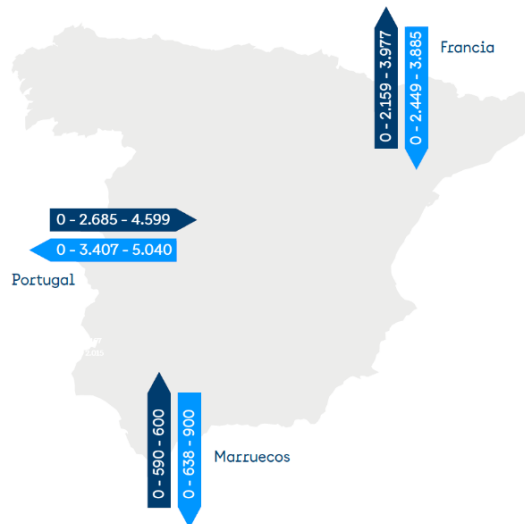 0 - 2.159 - 3.977
0 - 2.449 - 3.885
Francia
0 - 2.685 - 4.599
0 - 3.407 - 5.040
Portugal
0 - 590 - 600
0 - 638 - 900
Marruecos